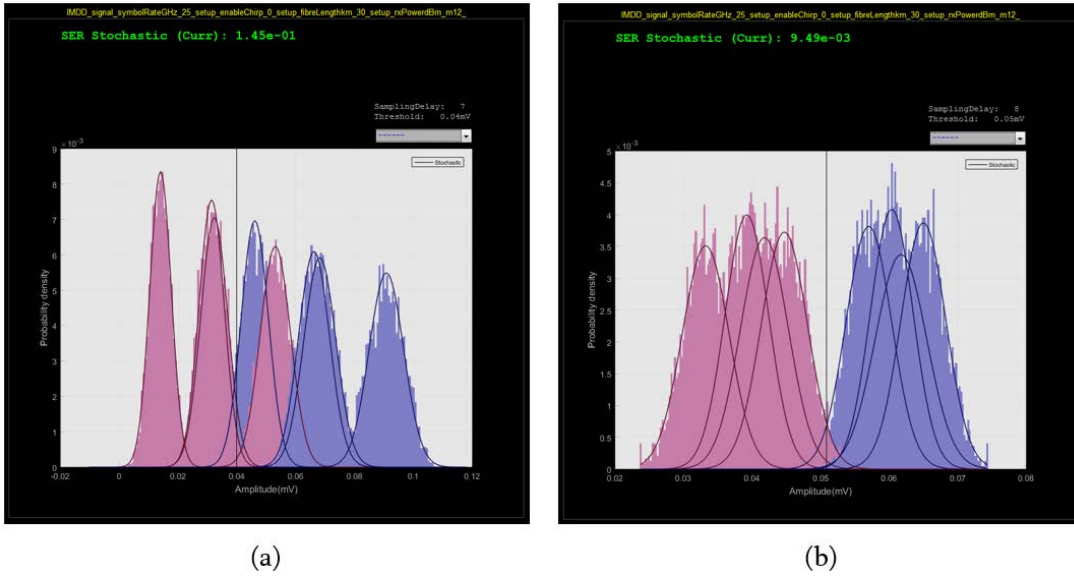 IMDD_signal_symbolRateGHz_25_setup_enableChirp_0_setup_fibreLengthkm_30_setup_rxPowerdBm_m12_
SER Stochastic (Curr): 1.45e-01
SamplingDelay: 7
Threshold: 0.04mV
------
×10⁻³
Stochastic
9
8
7
6
5
4
3
2
1
0
Probability density
-0.02 0 0.02 0.04 0.06 0.08 0.1 0.12
Amplitude(mV)
(a)
IMDD_signal_symbolRateGHz_25_setup_enableChirp_0_setup_fibreLengthkm_30_setup_rxPowerdBm_m12_
SER Stochastic (Curr): 9.49e-03
SamplingDelay: 8
Threshold: 0.05mV
------
×10⁻³
Stochastic
5
4.5
4
3.5
3
2.5
2
1.5
1
0.5
0
Probability density
0.02 0.03 0.04 0.05 0.06 0.07 0.08
Amplitude(mV)
(b)